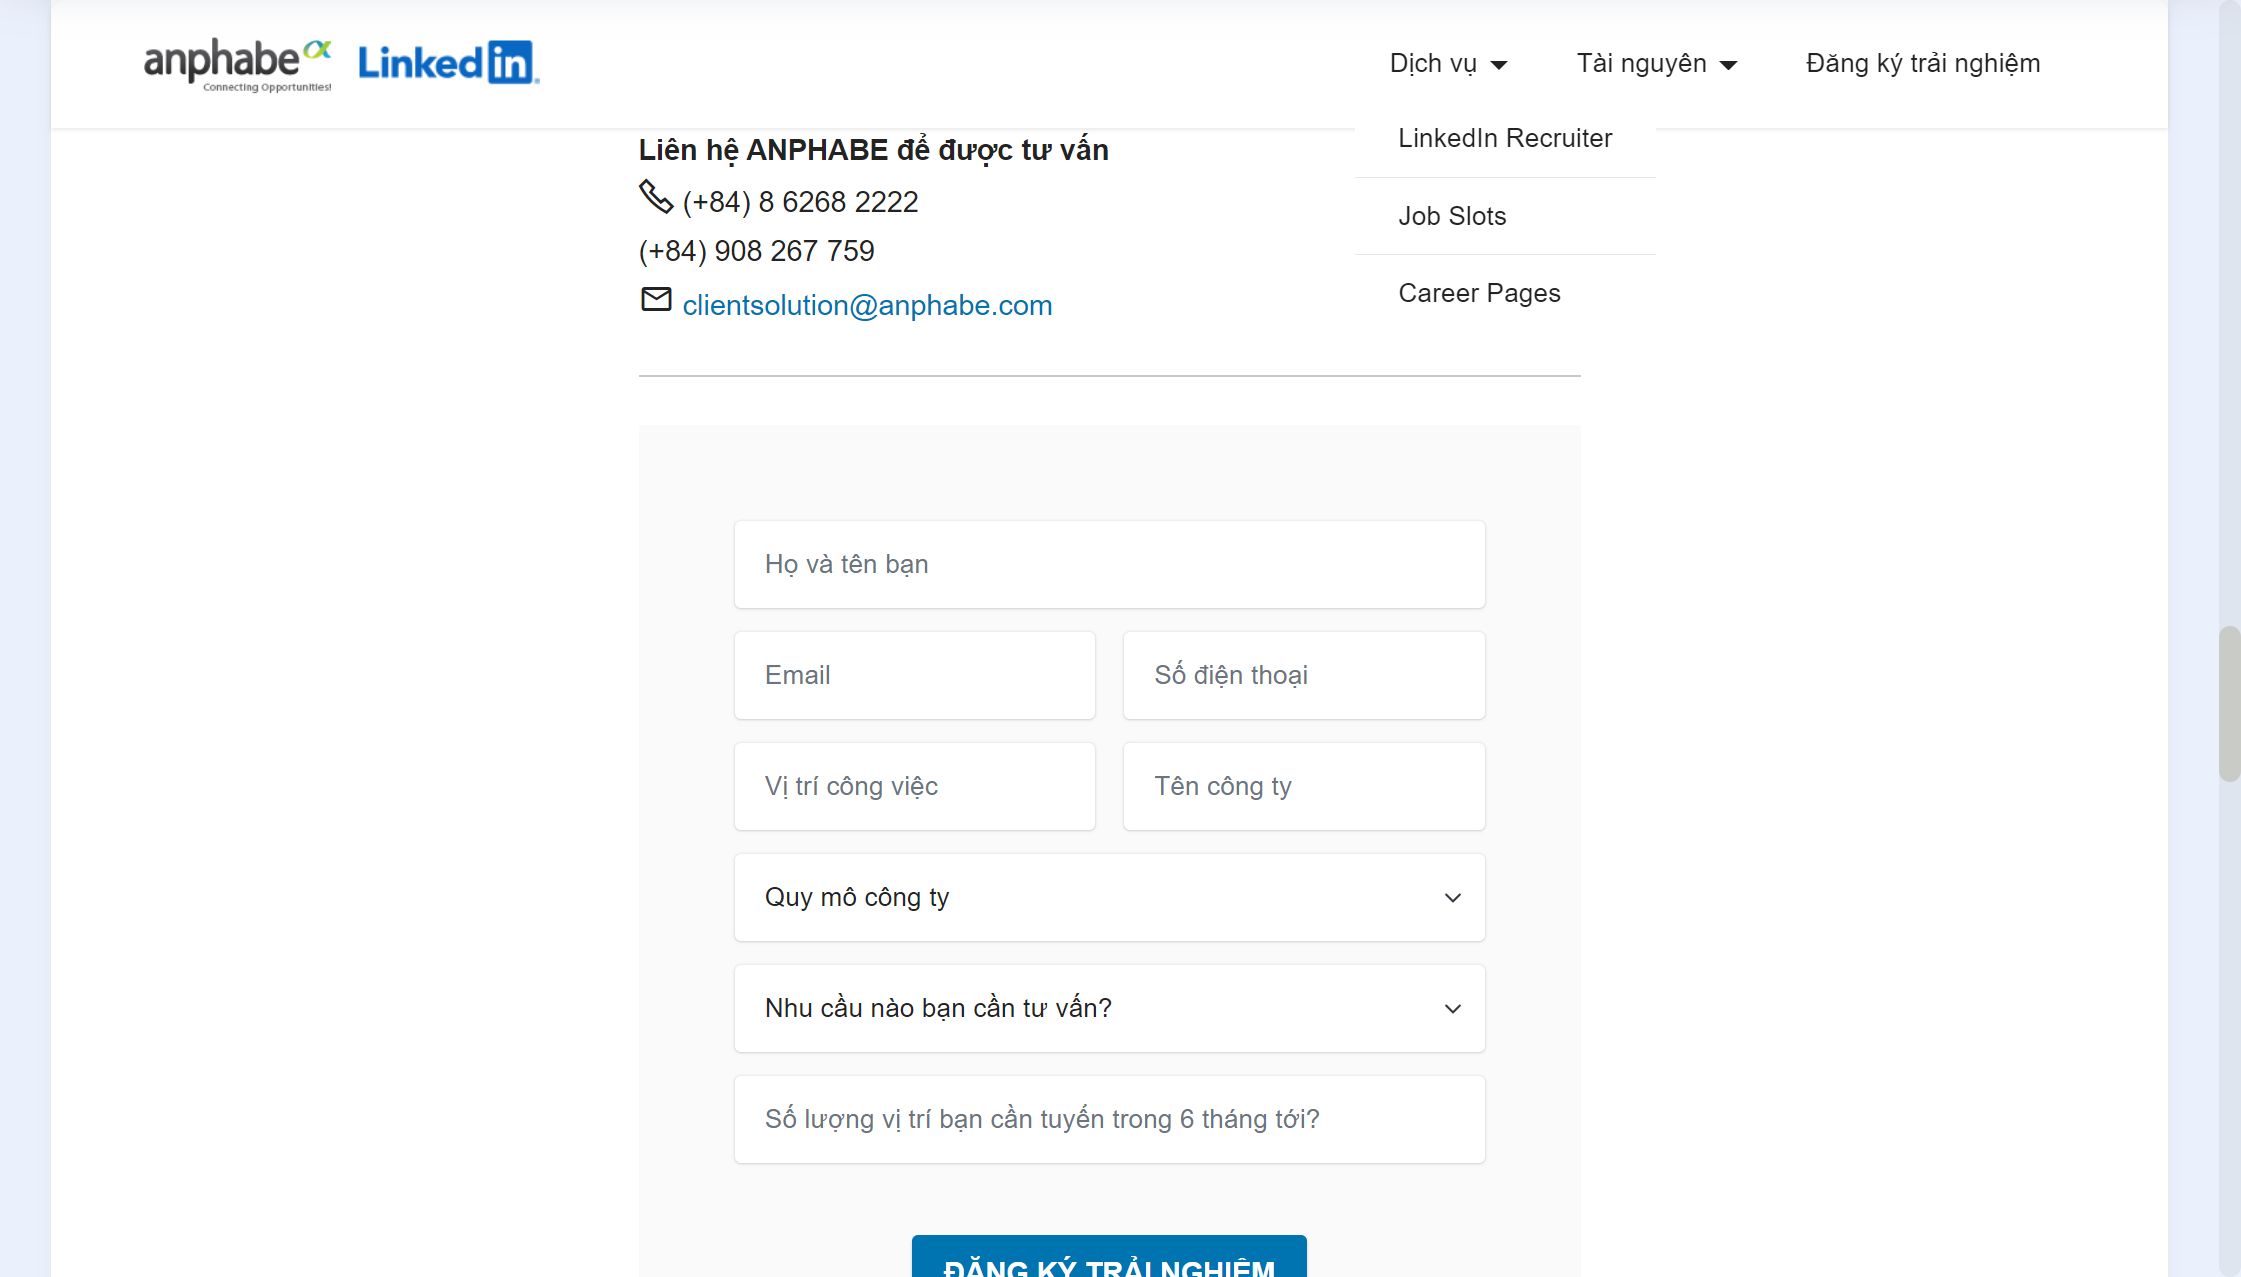 anphabe
Connecting Opportunities!
LinkedIn
Dịch vụ
Tài nguyên
Đăng ký trải nghiệm
LinkedIn Recruiter
Job Slots
Career Pages
Liên hệ ANPHABE để được tư vấn
(+84) 8 6268 2222
(+84) 908 267 759
clientsolution@anphabe.com
Họ và tên bạn
Email
Số điện thoại
Vị trí công việc
Tên công ty
Quy mô công ty
Nhu cầu nào bạn cần tư vấn?
Số lượng vị trí bạn cần tuyển trong 6 tháng tới?
ĐĂNG KÝ TRẢI NGHIỆM